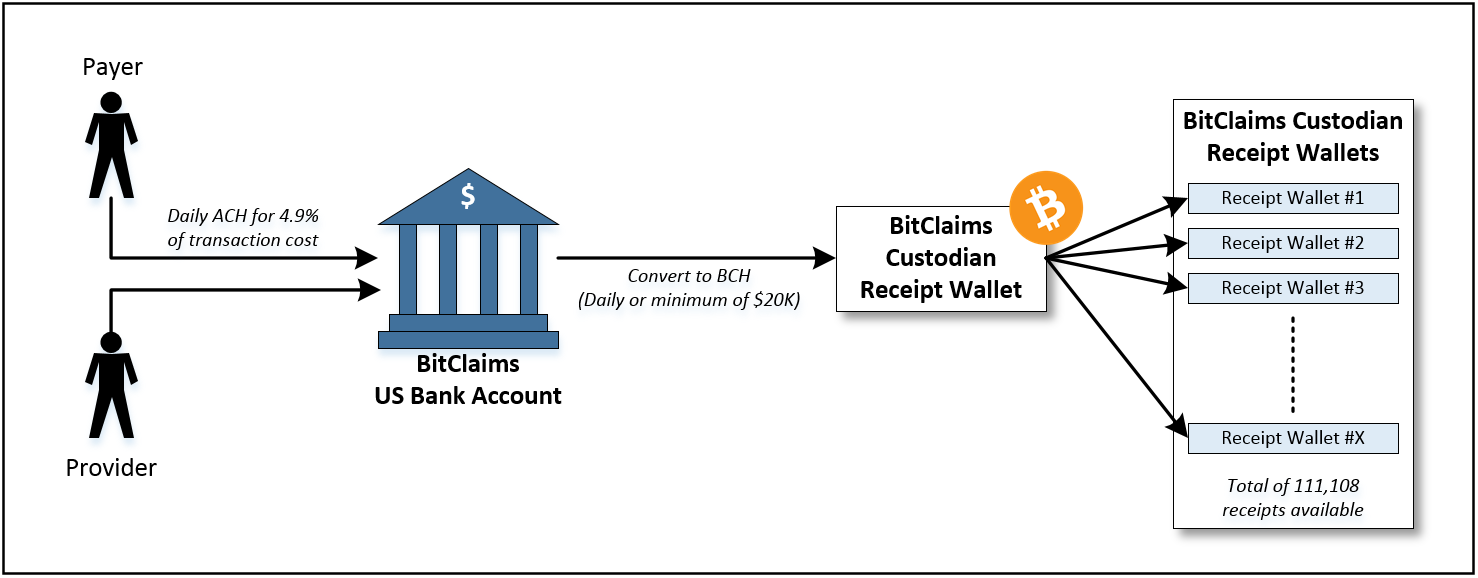 Payer
Daily ACH for 4.9%
of transaction cost
Provider
$
BitClaims
US Bank Account
Convert to BCH
(Daily or minimum of $20K)
BitClaims
Custodian
Receipt Wallet
₿
BitClaims Custodian
Receipt Wallets
Receipt Wallet #1
Receipt Wallet #2
Receipt Wallet #3
Receipt Wallet #X
Total of 111,108
receipts available